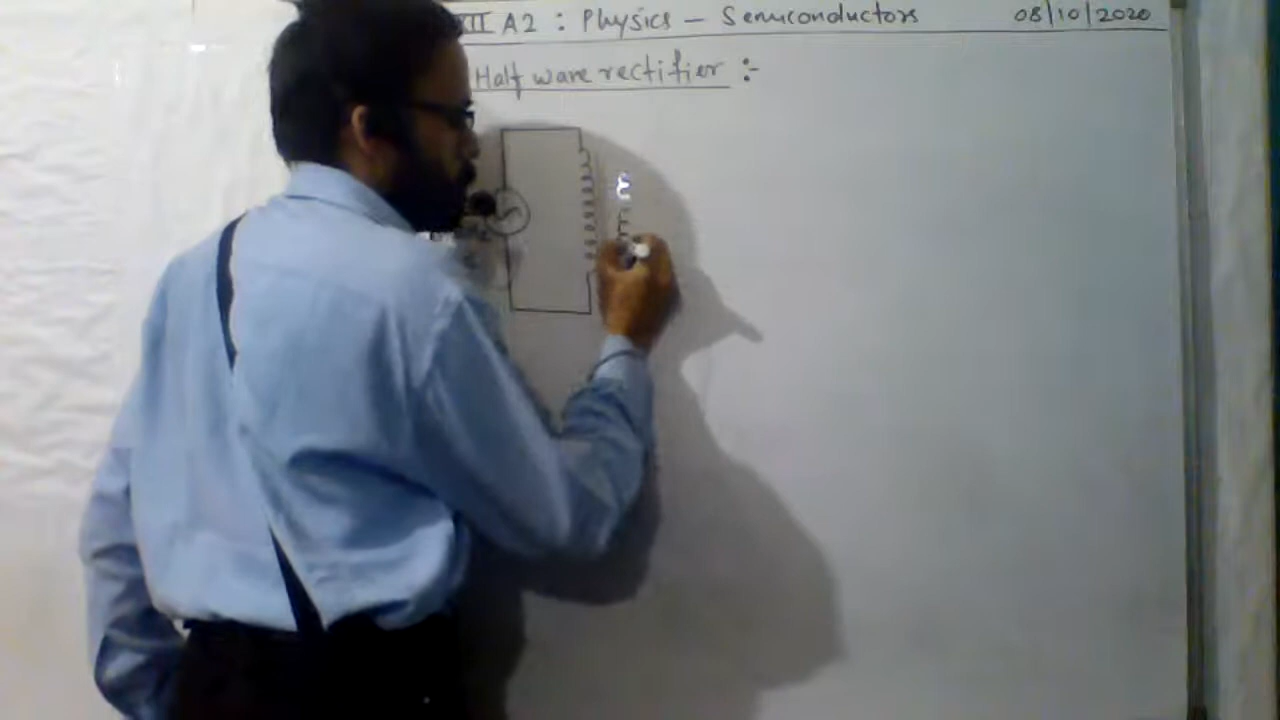 XII A2 : Physics – Semiconductors 08/10/2020
Half wave rectifier :-